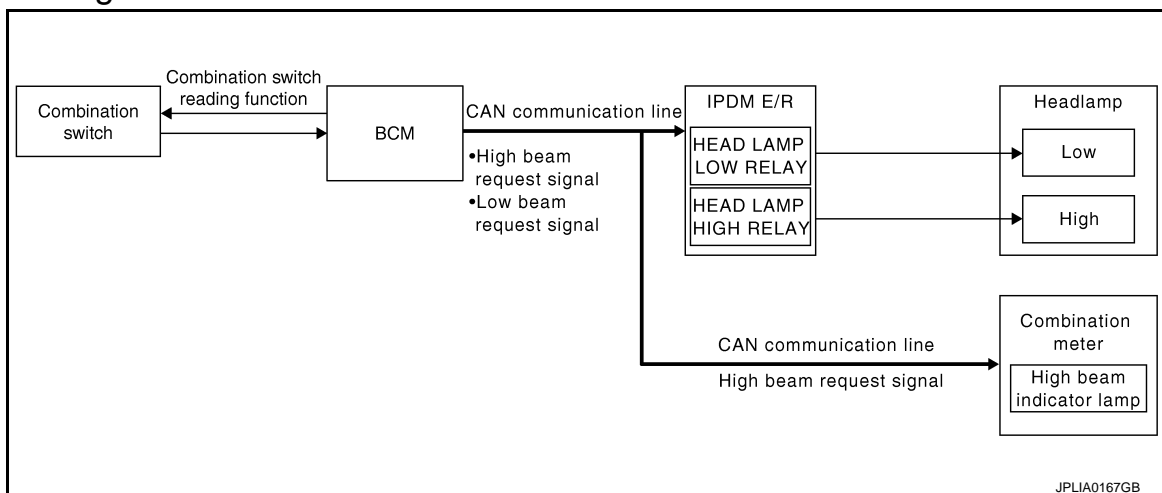 Combination switch
reading function
Combination
switch
BCM
CAN communication line
•High beam
request signal
•Low beam
request signal
IPDM E/R
HEAD LAMP
LOW RELAY
HEAD LAMP
HIGH RELAY
Headlamp
Low
High
CAN communication line
High beam request signal
Combination
meter
High beam
indicator lamp
JPLIA0167GB